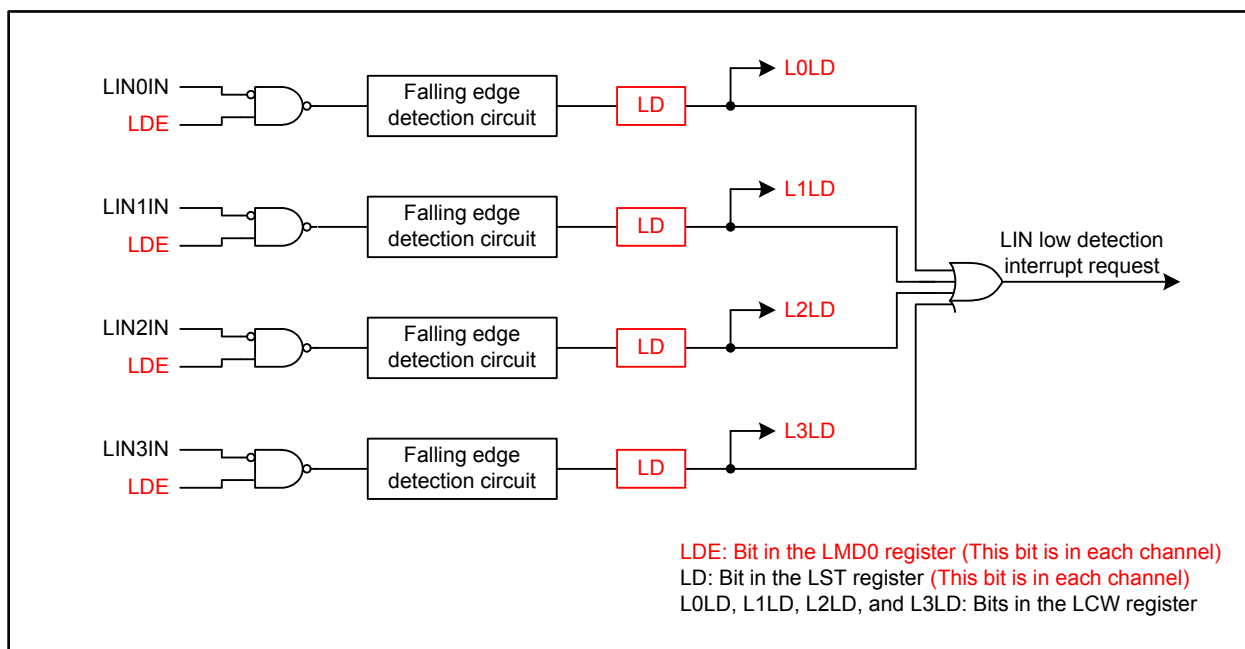 LIN0IN
LDE
Falling edge
detection circuit
LD
L0LD
LIN1IN
LDE
Falling edge
detection circuit
LD
L1LD
LIN low detection
interrupt request
LIN2IN
LDE
Falling edge
detection circuit
LD
L2LD
LIN3IN
LDE
Falling edge
detection circuit
LD
L3LD
LDE: Bit in the LMD0 register (This bit is in each channel)
LD: Bit in the LST register (This bit is in each channel)
L0LD, L1LD, L2LD, and L3LD: Bits in the LCW register